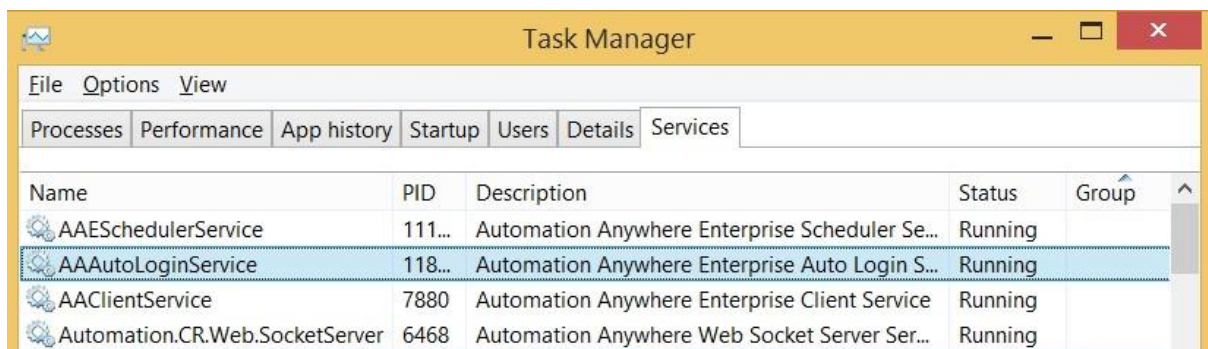 Task Manager
File Options View
Processes Performance App history Startup Users Details Services
Name PID Description Status Group
AAESchedulerService 111... Automation Anywhere Enterprise Scheduler Se... Running
AAAutoLoginService 118... Automation Anywhere Enterprise Auto Login S... Running
AAClientService 7880 Automation Anywhere Enterprise Client Service Running
Automation.CR.Web.SocketServer 6468 Automation Anywhere Web Socket Server Ser... Running